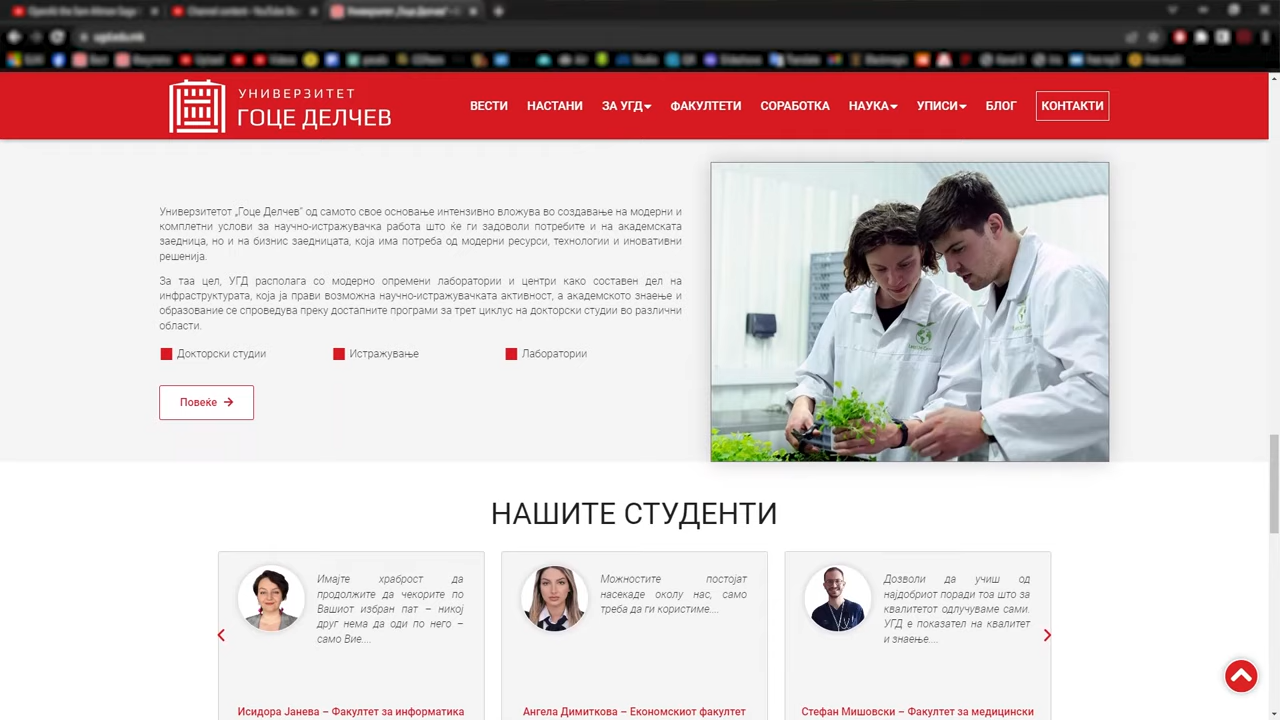 УНИВЕРЗИТЕТ
ГОЦЕ ДЕЛЧЕВ
ВЕСТИ НАСТАНИ ЗА УГД ФАКУЛТЕТИ СОРАБОТКА НАУКА УПИСИ БЛОГ КОНТАКТИ
Универзитетот „Гоце Делчев" од самото свое основање интензивно вложува во создавање на модерни и
комплетни услови за научно-истражувачка работа што ќе ги задоволи потребите и на академската
заедница, но и на бизнис заедницата, која има потреба од модерни ресурси, технологии и иновативни
решенија.
За таа цел, УГД располага со модерно опремени лаборатории и центри како составен дел на
инфраструктурата, која ја прави возможна научно-истражувачката активност, а академското знаење и
образование се спроведува преку достапните програми за трет циклус на докторски студии во различни
области.
Докторски студии Истражување Лаборатории
Повеќе
НАШИТЕ СТУДЕНТИ
Имајте храброст да
продолжите да чекорите по
Вашиот избран пат – никој
друг нема да оди по него –
само Вие....
Исидора Јанева – Факултет за информатика
Можностите постојат
насекаде околу нас, само
треба да ги користиме....
Ангела Димиткова – Економскиот факултет
Дозволи да учиш од
најдобриот поради тоа што за
квалитетот одлучуваме сами.
УГД е показател на квалитет
и знаење....
Стефан Мишовски – Факултет за медицински